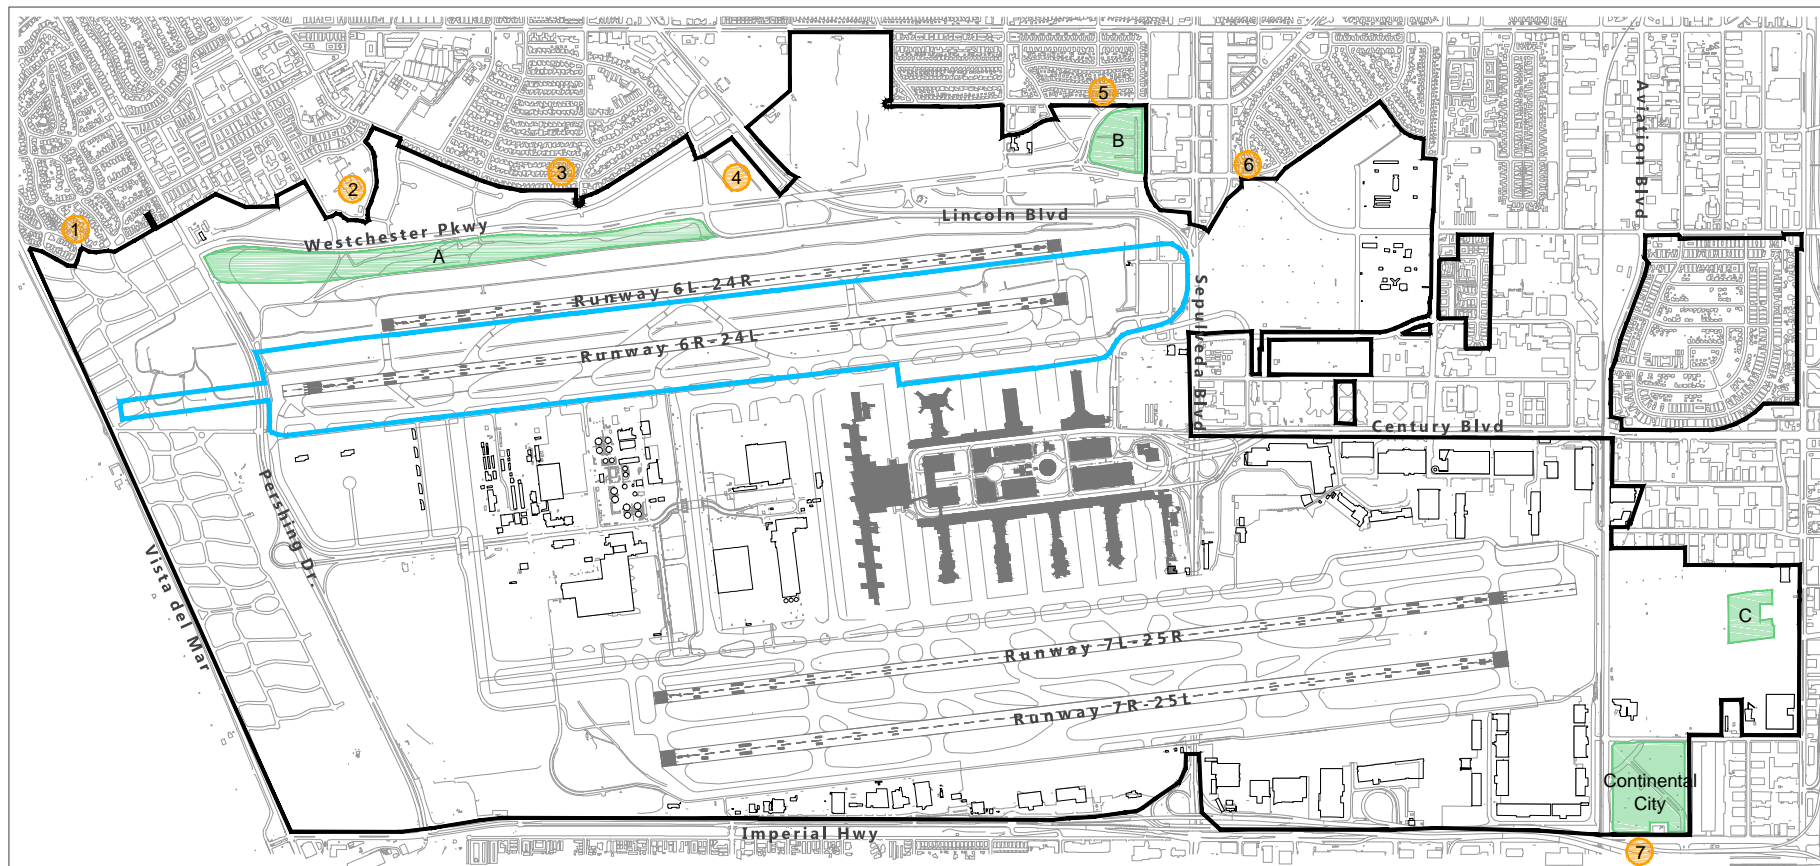 5
B
6
Aviation Blvd
4
3
2
1
Westchester Pkwy
Lincoln Blvd
A
Runway 6L-24R
Runway 6R-24L
Sepulveda Blvd
Century Blvd
Pershing Dr.
Vista del Mar
C
Runway 7L-25R
Runway 7R-25L
Continental
City
Imperial Hwy
7